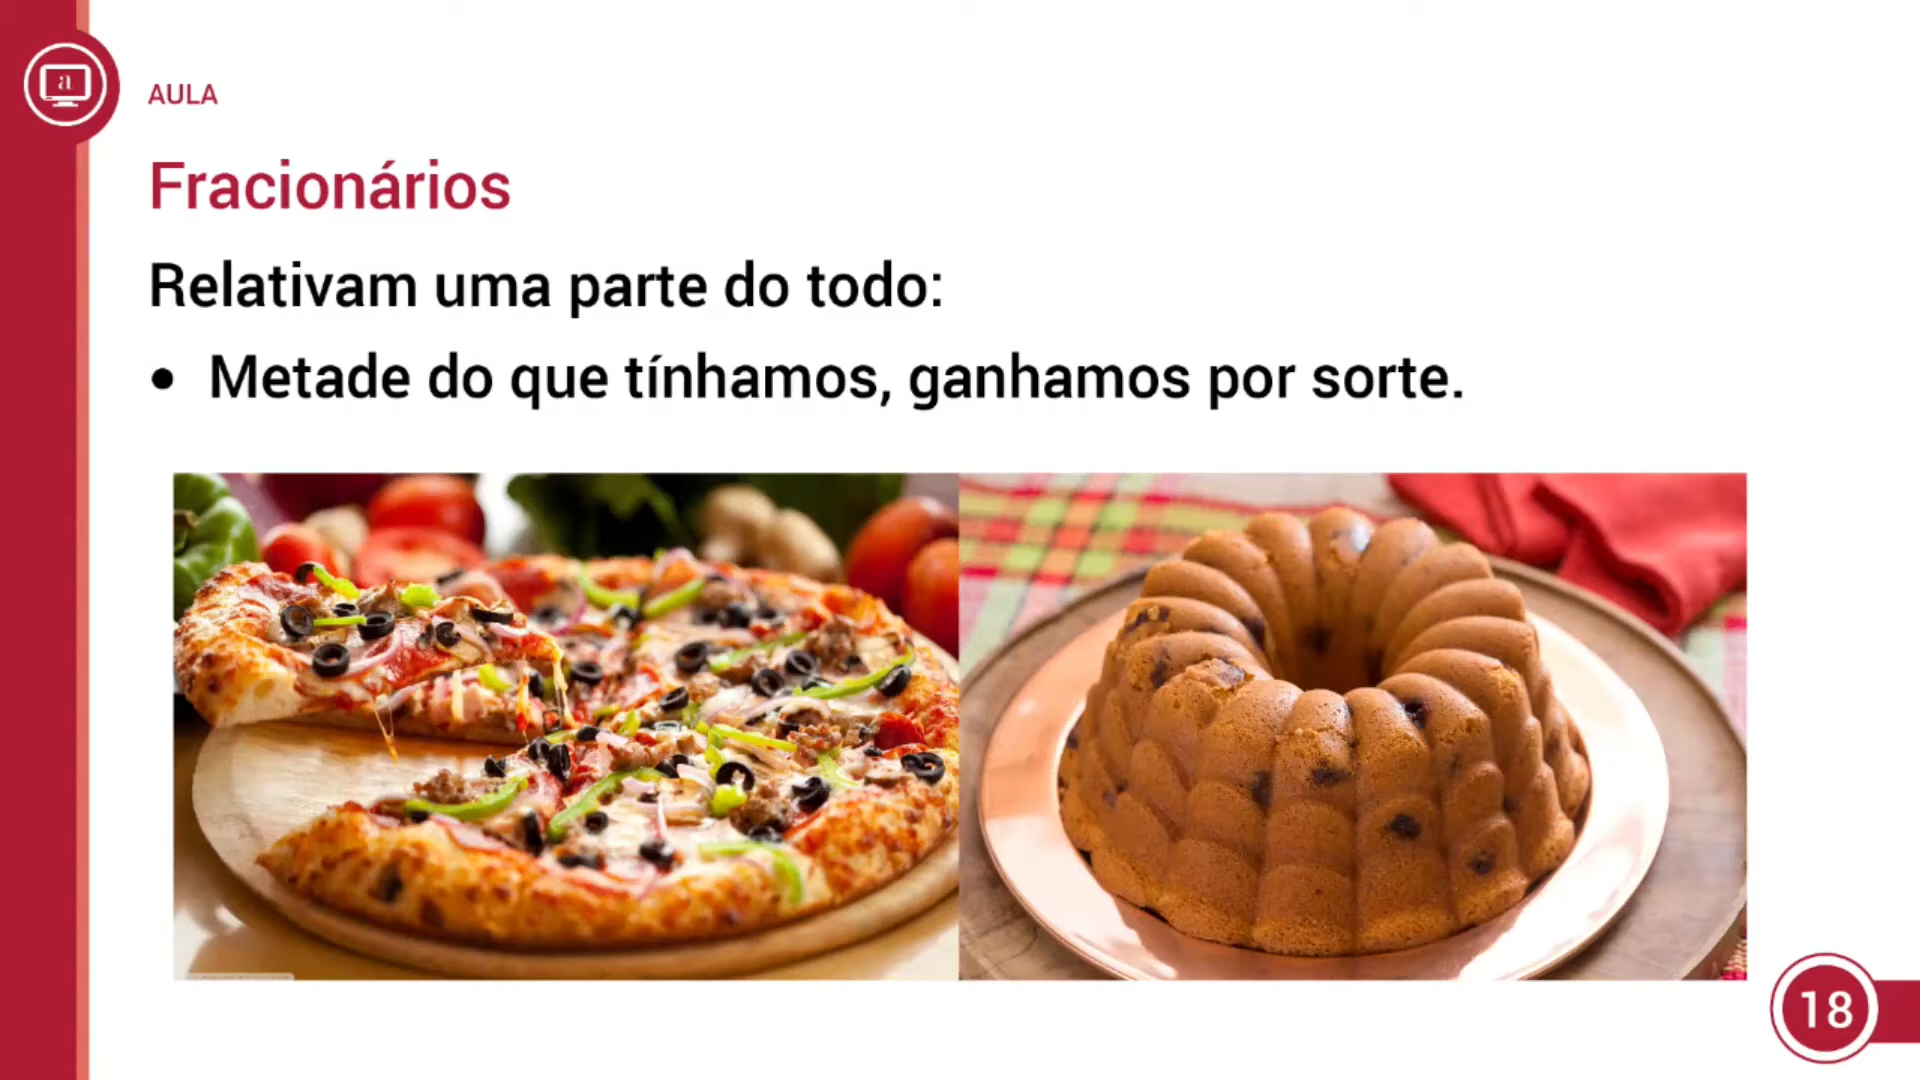 a
AULA
Fracionários
Relativam uma parte do todo:
• Metade do que tínhamos, ganhamos por sorte.
18